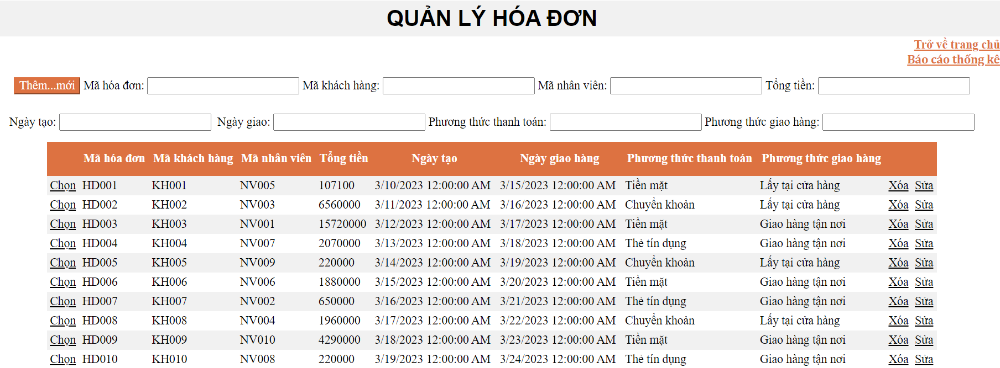 QUẢN LÝ HÓA ĐƠN
Trở về trang chủ
Báo cáo thống kê
Thêm...mới Mã hóa đơn: Mã khách hàng: Mã nhân viên: Tổng tiền:
Ngày tạo: Ngày giao: Phương thức thanh toán: Phương thức giao hàng:
Mã hóa đơn Mã khách hàng Mã nhân viên Tổng tiền Ngày tạo Ngày giao hàng Phương thức thanh toán Phương thức giao hàng
Chọn HD001 KH001 NV005 107100 3/10/2023 12:00:00 AM 3/15/2023 12:00:00 AM Tiền mặt Lấy tại cửa hàng Xóa Sửa
Chọn HD002 KH002 NV003 6560000 3/11/2023 12:00:00 AM 3/16/2023 12:00:00 AM Chuyển khoản Lấy tại cửa hàng Xóa Sửa
Chọn HD003 KH003 NV001 15720000 3/12/2023 12:00:00 AM 3/17/2023 12:00:00 AM Tiền mặt Giao hàng tận nơi Xóa Sửa
Chọn HD004 KH004 NV007 2070000 3/13/2023 12:00:00 AM 3/18/2023 12:00:00 AM Thẻ tín dụng Giao hàng tận nơi Xóa Sửa
Chọn HD005 KH005 NV009 220000 3/14/2023 12:00:00 AM 3/19/2023 12:00:00 AM Chuyển khoản Lấy tại cửa hàng Xóa Sửa
Chọn HD006 KH006 NV006 1880000 3/15/2023 12:00:00 AM 3/20/2023 12:00:00 AM Tiền mặt Giao hàng tận nơi Xóa Sửa
Chọn HD007 KH007 NV002 650000 3/16/2023 12:00:00 AM 3/21/2023 12:00:00 AM Thẻ tín dụng Giao hàng tận nơi Xóa Sửa
Chọn HD008 KH008 NV004 1960000 3/17/2023 12:00:00 AM 3/22/2023 12:00:00 AM Chuyển khoản Lấy tại cửa hàng Xóa Sửa
Chọn HD009 KH009 NV010 4290000 3/18/2023 12:00:00 AM 3/23/2023 12:00:00 AM Tiền mặt Giao hàng tận nơi Xóa Sửa
Chọn HD010 KH010 NV008 220000 3/19/2023 12:00:00 AM 3/24/2023 12:00:00 AM Thẻ tín dụng Giao hàng tận nơi Xóa Sửa